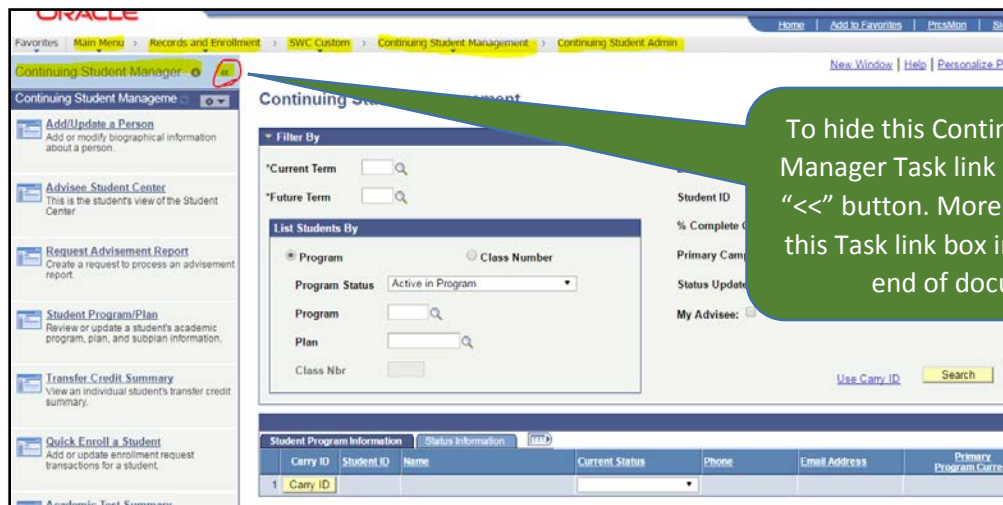 ORACLE
Home | Add to Favorites | PrcsMon |
Favorites Main Menu > Records and Enrollment > SWC Custom > Continuing Student Management > Continuing Student Admin
New Window | Help | Personalize
Continuing Student Manager «
Continuing Student Manageme
Add/Update a Person
Add or modify biographical information
about a person.
Advisee Student Center
This is the student's view of the Student
Center
Request Advisement Report
Create a request to process an advisement
report.
Student Program/Plan
Review or update a student's academic
program, plan, and subplan information.
Transfer Credit Summary
View an individual student's transfer credit
summary.
Quick Enroll a Student
Add or update enrollment request
transactions for a student.
Academic Test Summary
Continuing
Filter By
*Current Term
*Future Term
Student ID
List Students By
% Complete
Program Class Number
Primary
Program Status Active in Program
Status
Program
My Advisee:
Plan
Class Nbr
Use Carry ID Search
Student Program Information Status Information
Carry ID Student ID Name Current Status Phone Email Address Primary
Program
1 Carry ID
To hide this
Manager Task link
"<<" button. More
this Task link box
end of